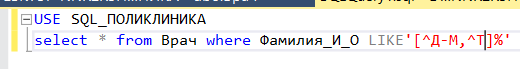 USE SQL_ПОЛИКЛИНИКА
select * from Врач where Фамилия_И_О LIKE'[^Д-М,^Т]%'